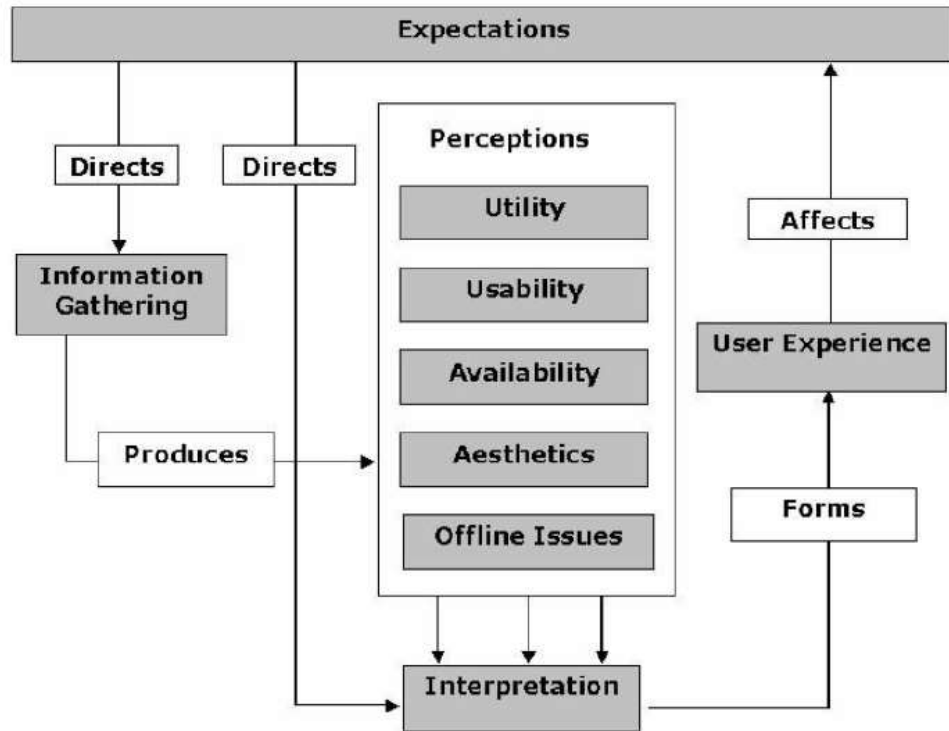 Expectations
Perceptions
Directs
Directs
Utility
Affects
Information
Gathering
Usability
User Experience
Availability
Produces
Aesthetics
Forms
Offline Issues
Interpretation